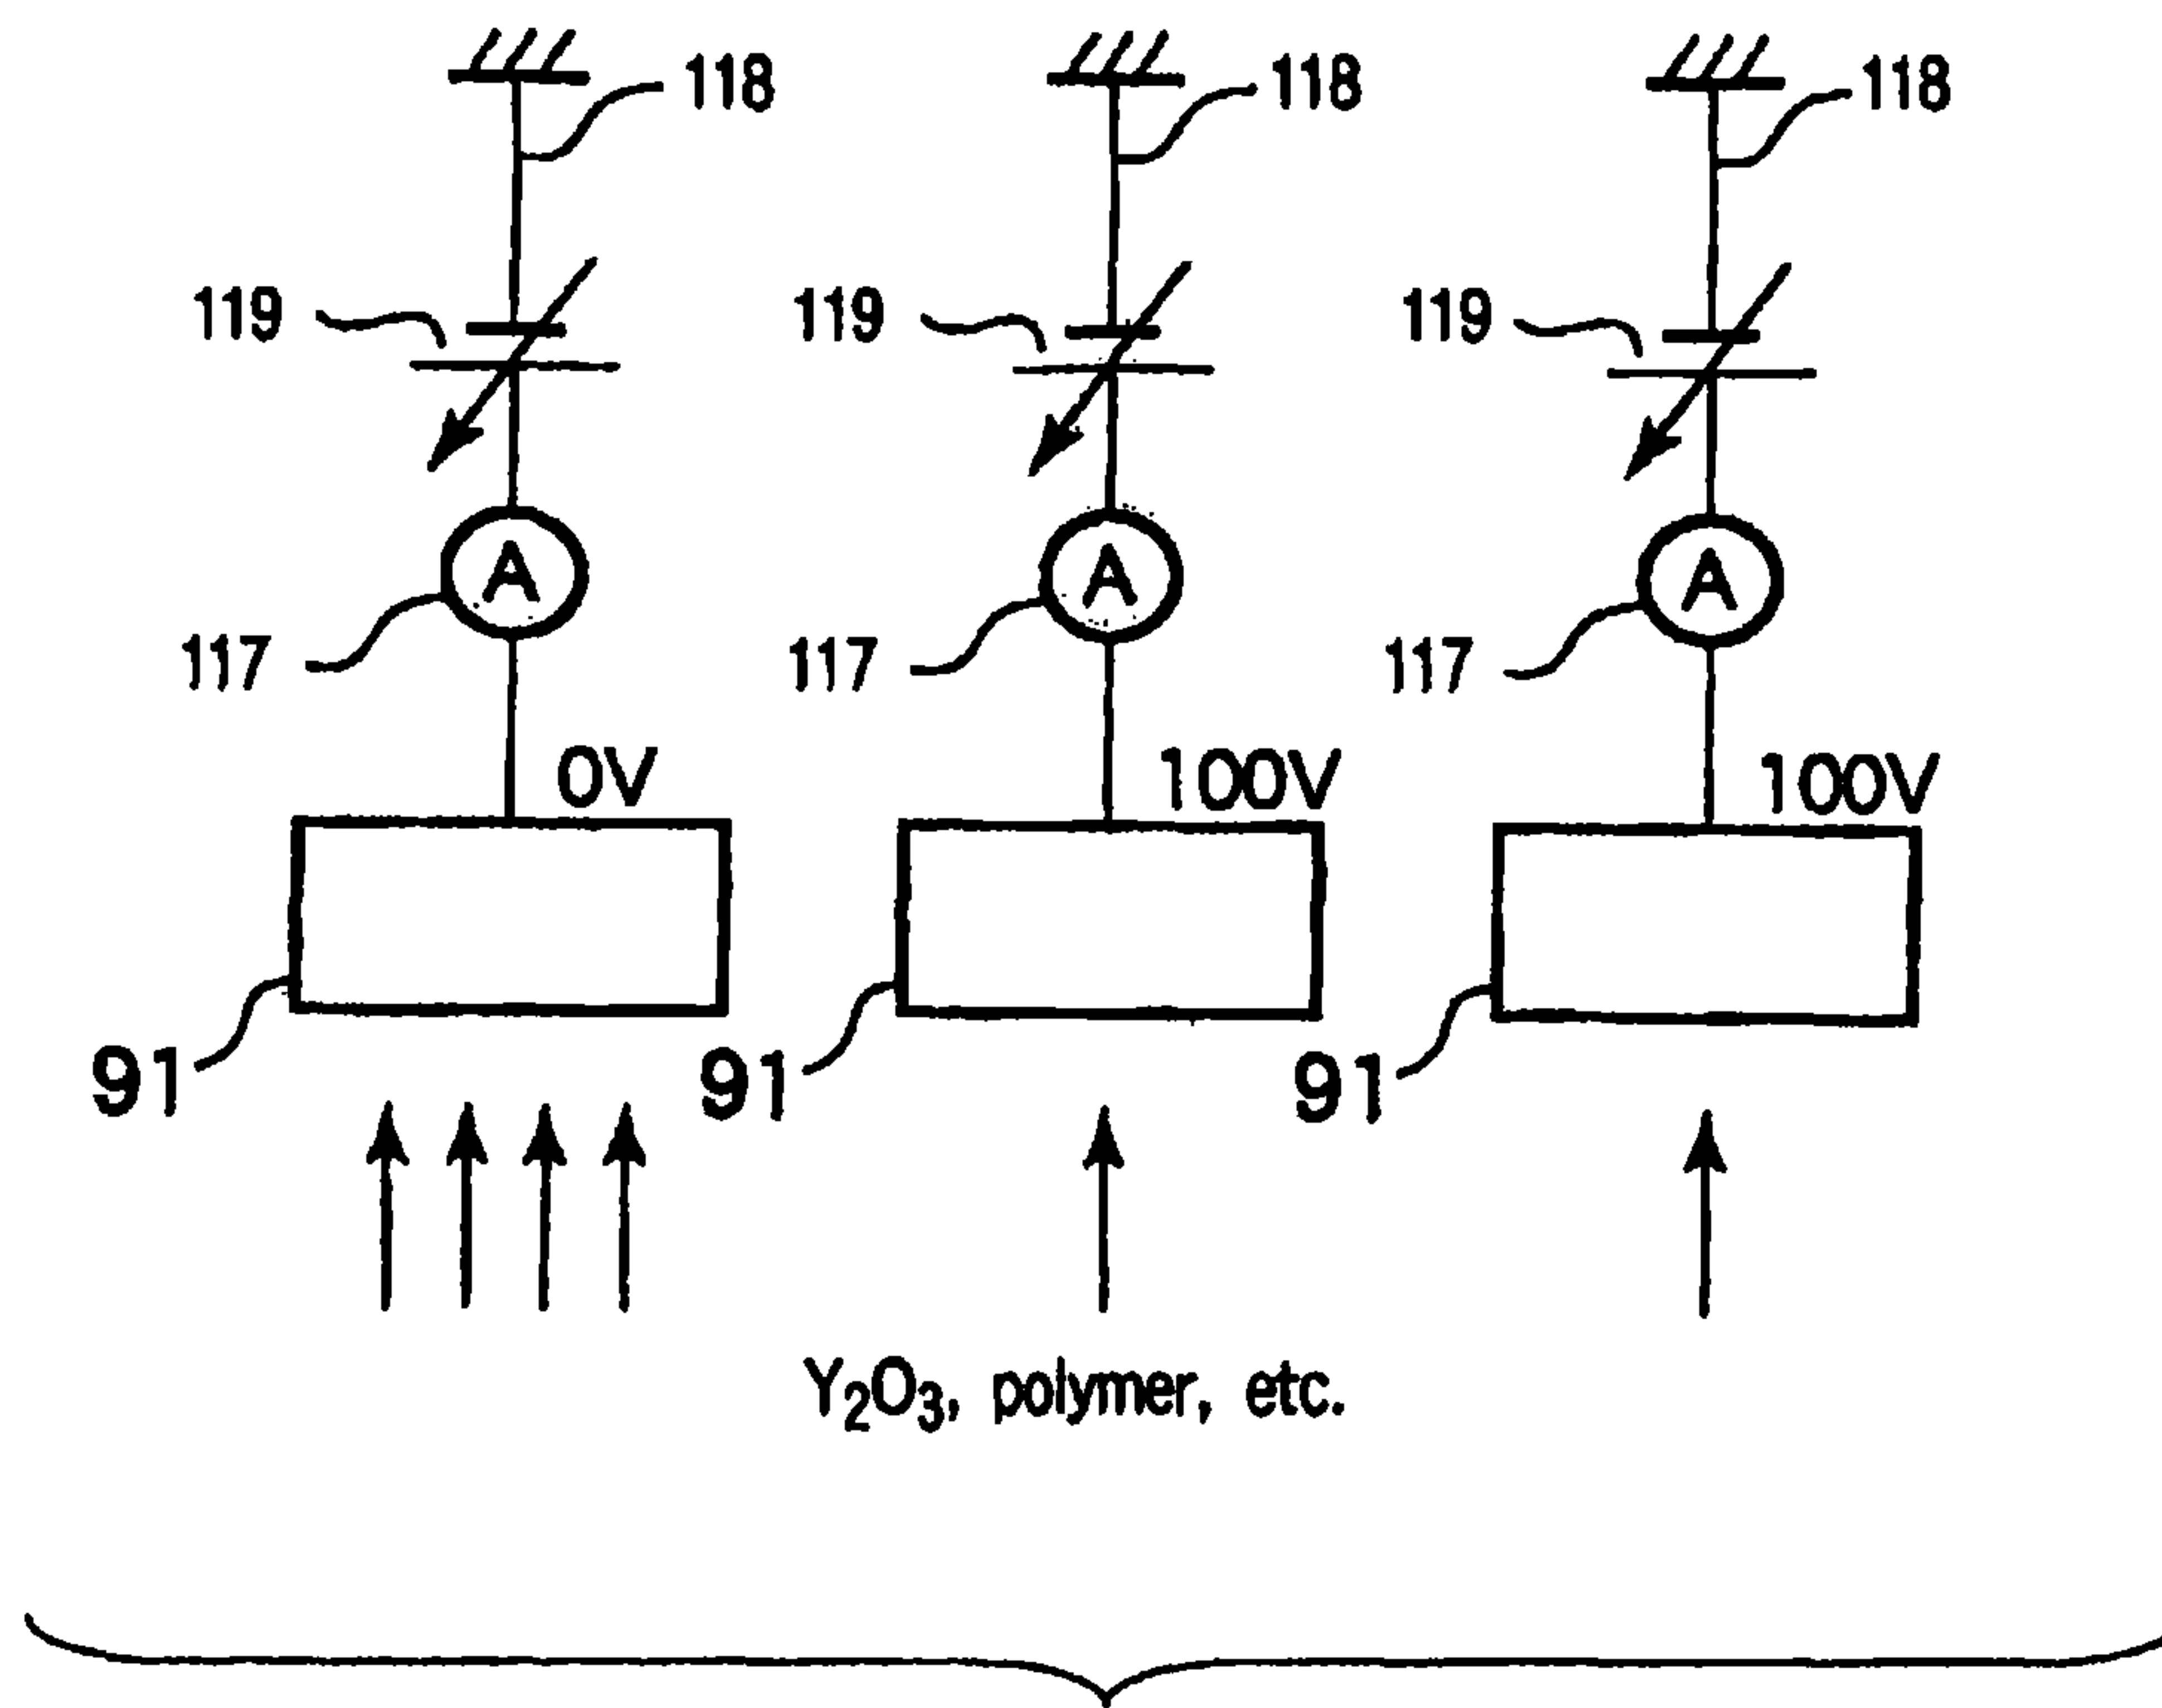 118 118 118
119 119 119
A A A
117 117 117
0V 100V 100V
91 91 91
Y₂O₃, polymer, etc.